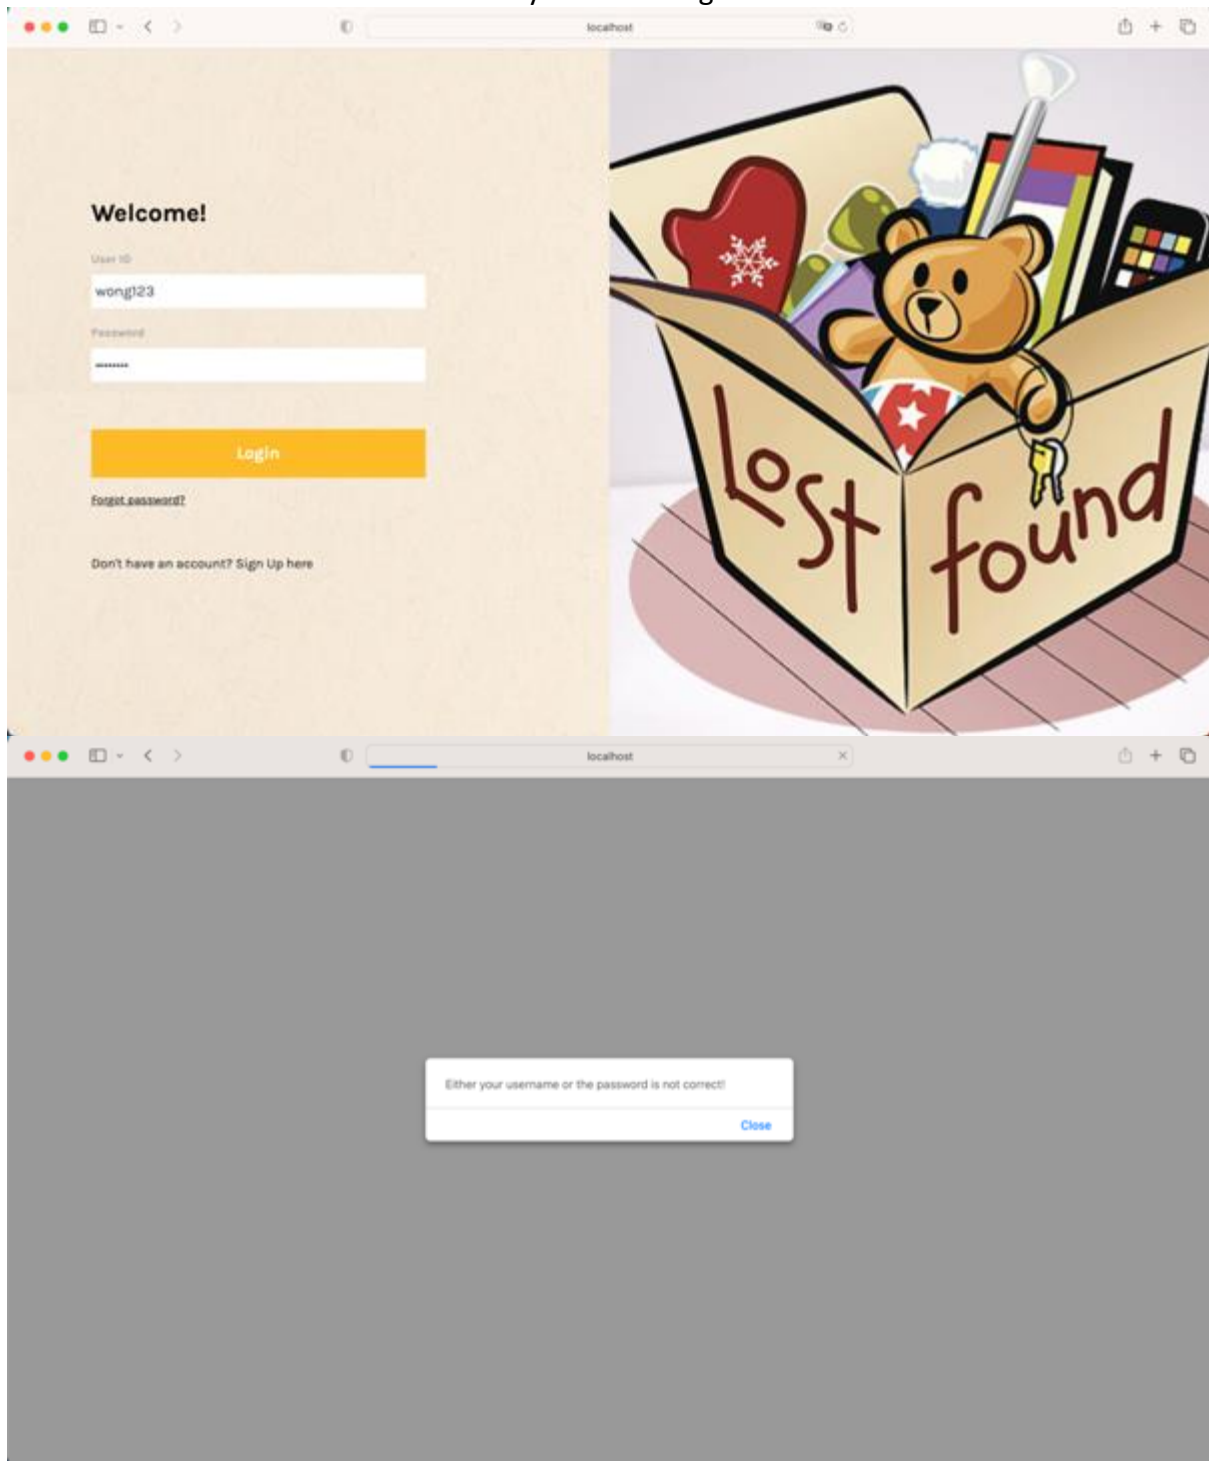 localhost
Welcome!
User ID
wong123
Password
••••••••
Login
Forgot password?
Don't have an account? Sign Up here
Lost
found
localhost
Either your username or the password is not correct!
Close